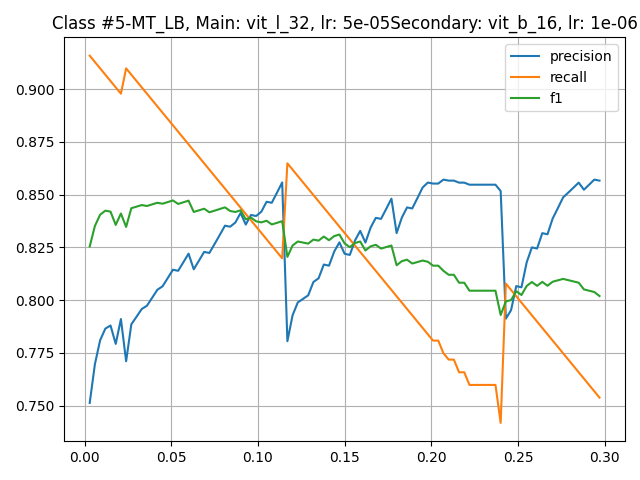 Class #5-MT_LB, Main: vit_l_32, lr: 5e-05Secondary: vit_b_16, lr: 1e-06
precision
recall
f1
0.900
0.875
0.850
0.825
0.800
0.775
0.750
0.00 0.05 0.10 0.15 0.20 0.25 0.30